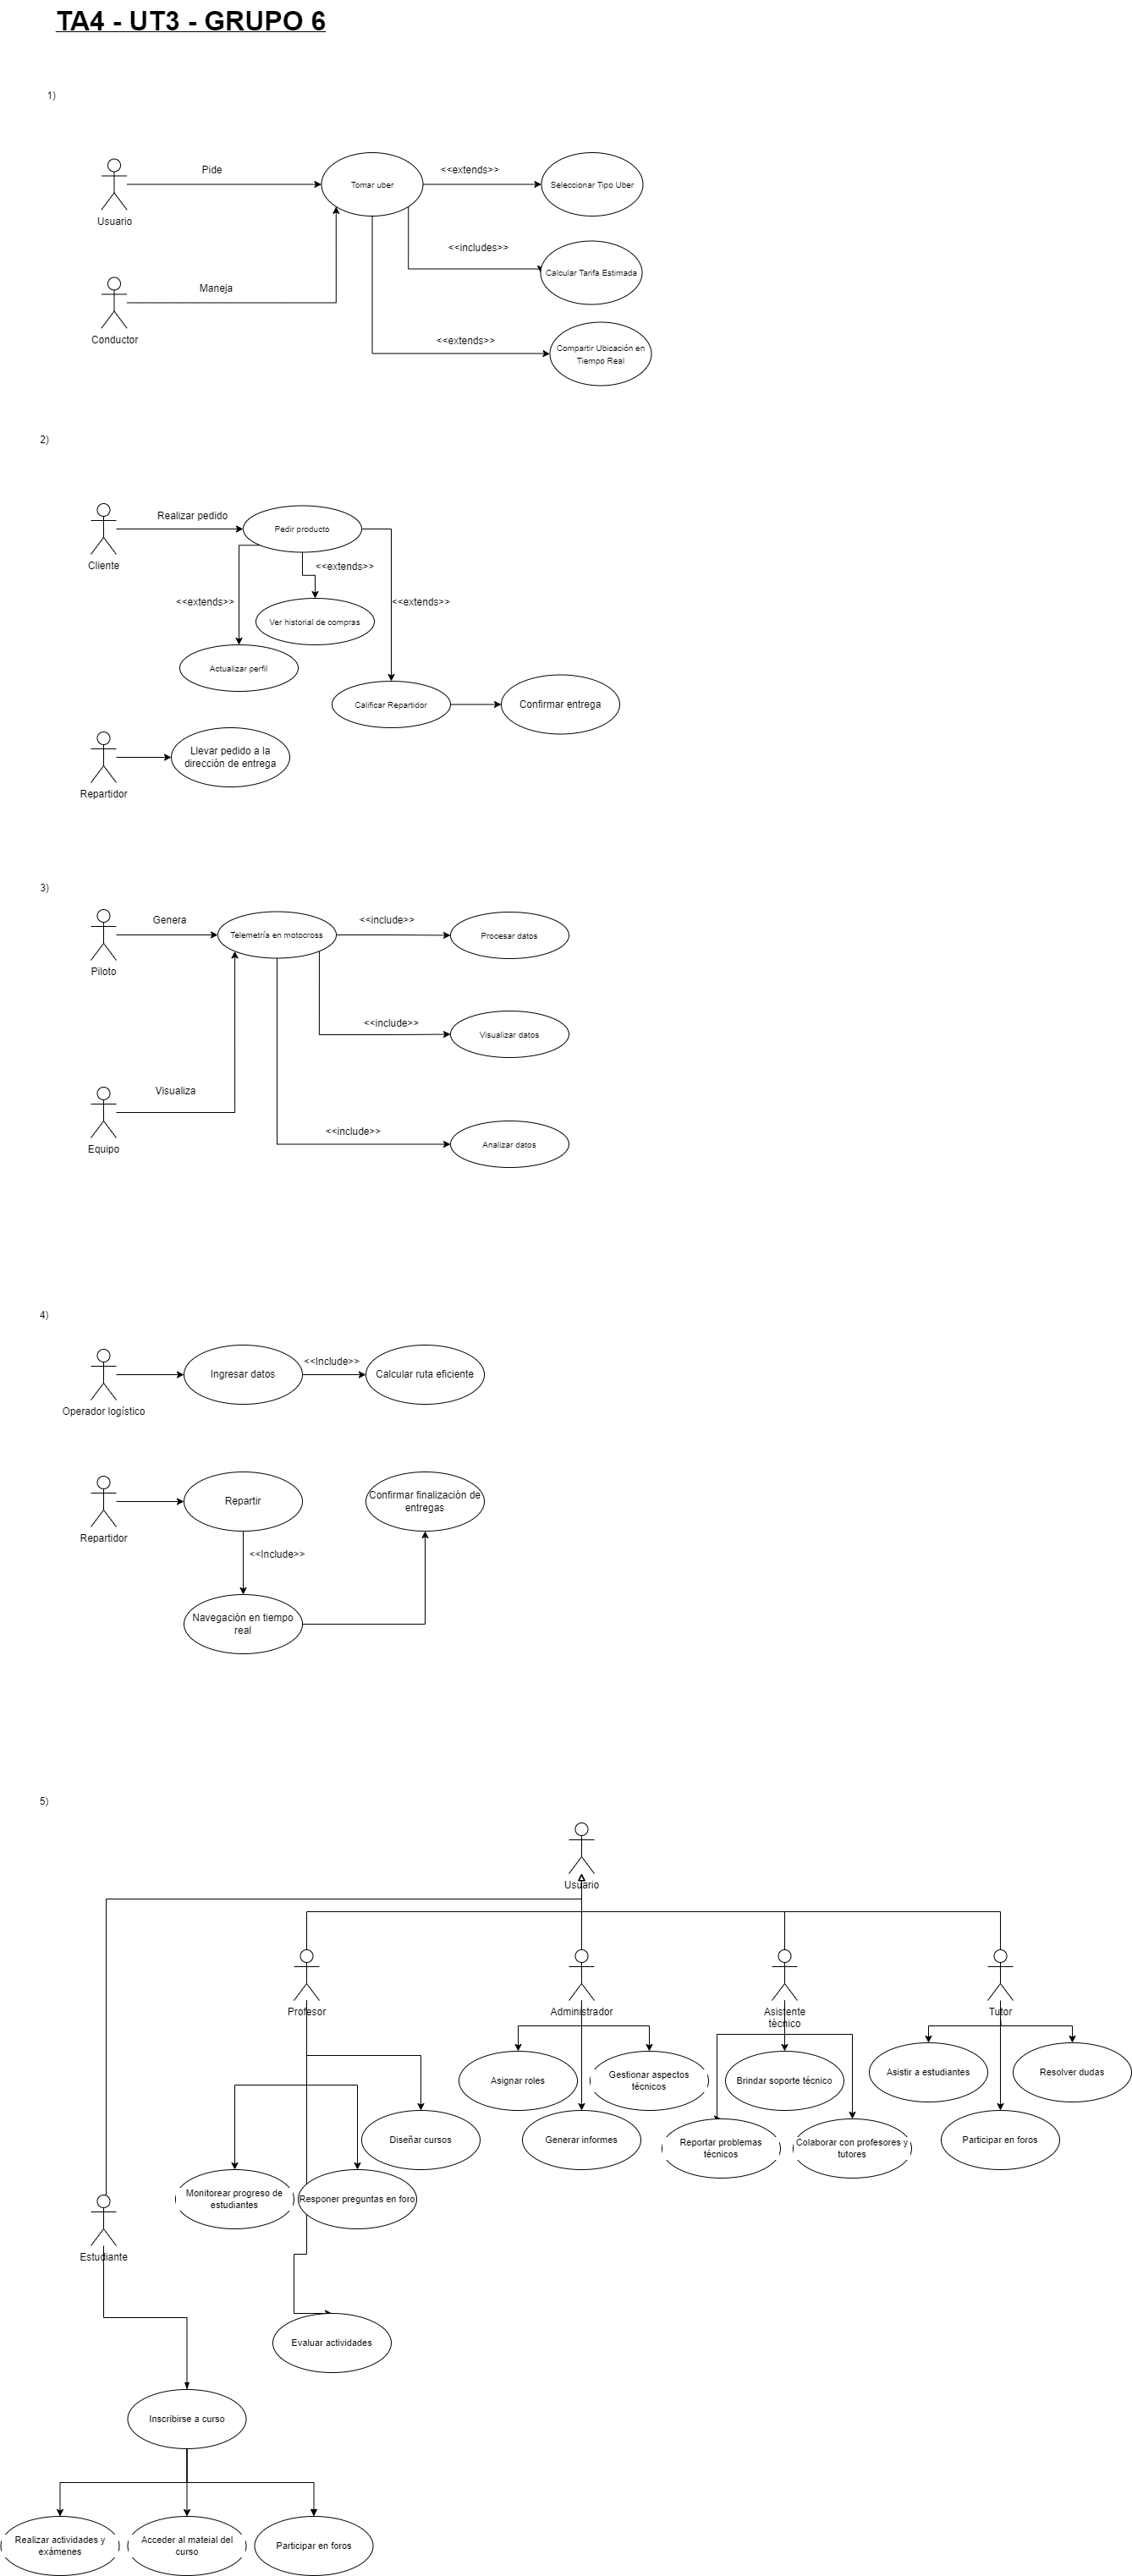 TA4 - UT3 - GRUPO 6
1)
Pide
<<extends>>
Tomar uber
Seleccionar Tipo Uber
Usuario
<<includes>>
Calcular Tarifa Estimada
Maneja
Conductor
<<extends>>
Compartir Ubicación en
Tiempo Real
2)
Realizar pedido
Pedir producto
Cliente
<<extends>>
<<extends>>
<<extends>>
Ver historial de compras
Actualizar perfil
Calificar Repartidor
Confirmar entrega
Llevar pedido a la
dirección de entrega
Repartidor
3)
Genera
<<include>>
Telemetría en motocross
Procesar datos
Piloto
<<include>>
Visualizar datos
Visualiza
<<include>>
Analizar datos
Equipo
4)
<<Include>>
Ingresar datos
Calcular ruta eficiente
Operador logístico
Repartir
Confirmar finalización de
entregas
Repartidor
<<Include>>
Navegación en tiempo
real
5)
Usuario
Profesor
Administrador
Asistente
técnico
Tutor
Asignar roles
Gestionar aspectos
técnicos
Brindar soporte técnico
Asistir a estudiantes
Resolver dudas
Diseñar cursos
Generar informes
Reportar problemas
técnicos
Colaborar con profesores y
tutores
Participar en foros
Monitorear progreso de
estudiantes
Responer preguntas en foro
Estudiante
Evaluar actividades
Inscribirse a curso
Realizar actividades y
exámenes
Acceder al mateial del
curso
Participar en foros